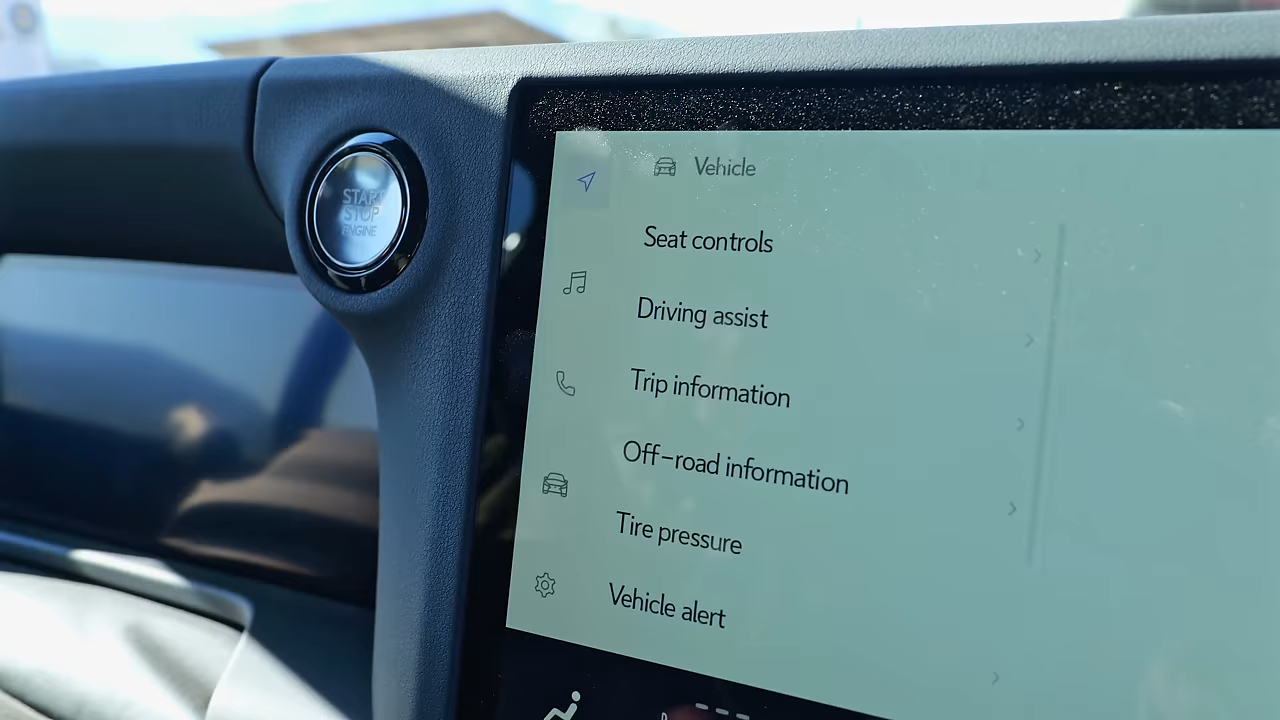 START
STOP
ENGINE
Vehicle
Seat controls
Driving assist
Trip information
Off-road information
Tire pressure
Vehicle alert